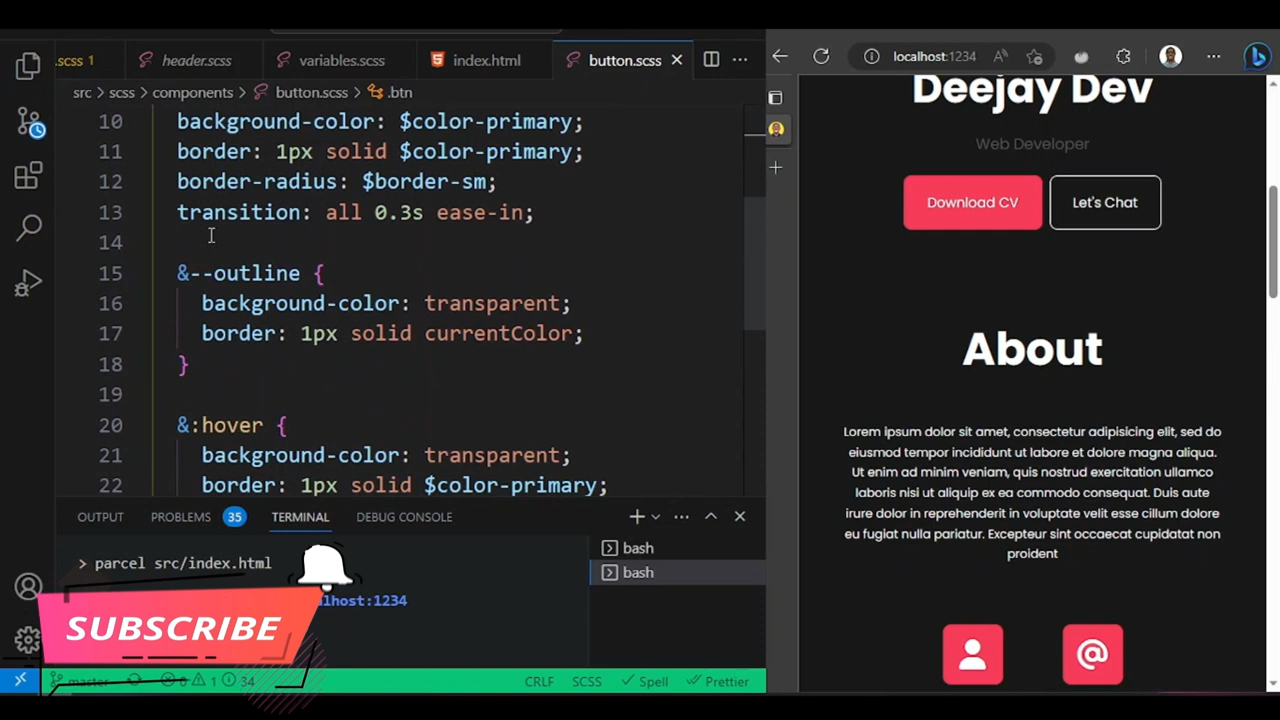 .scss 1
header.scss
variables.scss
index.html
button.scss
localhost:1234
src > scss > components > button.scss > .btn
10 background-color: $color-primary;
11 border: 1px solid $color-primary;
12 border-radius: $border-sm;
13 transition: all 0.3s ease-in;
14
15 &--outline {
16 background-color: transparent;
17 border: 1px solid currentColor;
18 }
19
20 &:hover {
21 background-color: transparent;
22 border: 1px solid $color-primary;
OUTPUT PROBLEMS 35 TERMINAL DEBUG CONSOLE
> parcel src/index.html
lhost:1234
bash
bash
SUBSCRIBE
master 0 1 34
CRLF SCSS Spell Prettier
Deejay Dev
Web Developer
Download CV
Let's Chat
About
Lorem ipsum dolor sit amet, consectetur adipisicing elit, sed do
eiusmod tempor incididunt ut labore et dolore magna aliqua.
Ut enim ad minim veniam, quis nostrud exercitation ullamco
laboris nisi ut aliquip ex ea commodo consequat. Duis aute
irure dolor in reprehenderit in voluptate velit esse cillum dolore
eu fugiat nulla pariatur. Excepteur sint occaecat cupidatat non
proident